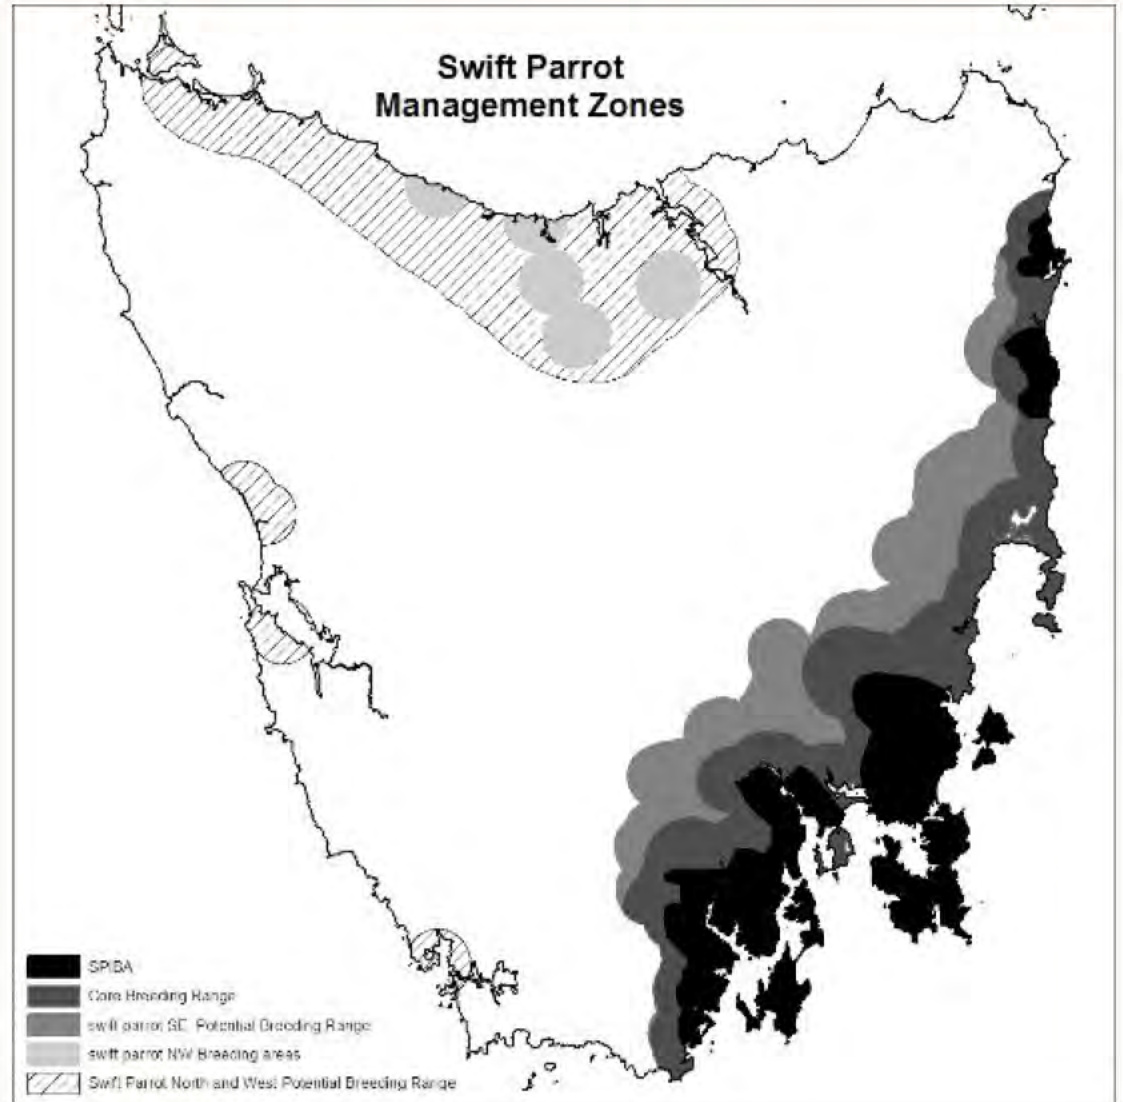 Swift Parrot
Management Zones
SPIBA
Core Breeding Range
swift parrot SE Potential Breeding Range
swift parrot NW Breeding areas
Swift Parrot North and West Potential Breeding Range